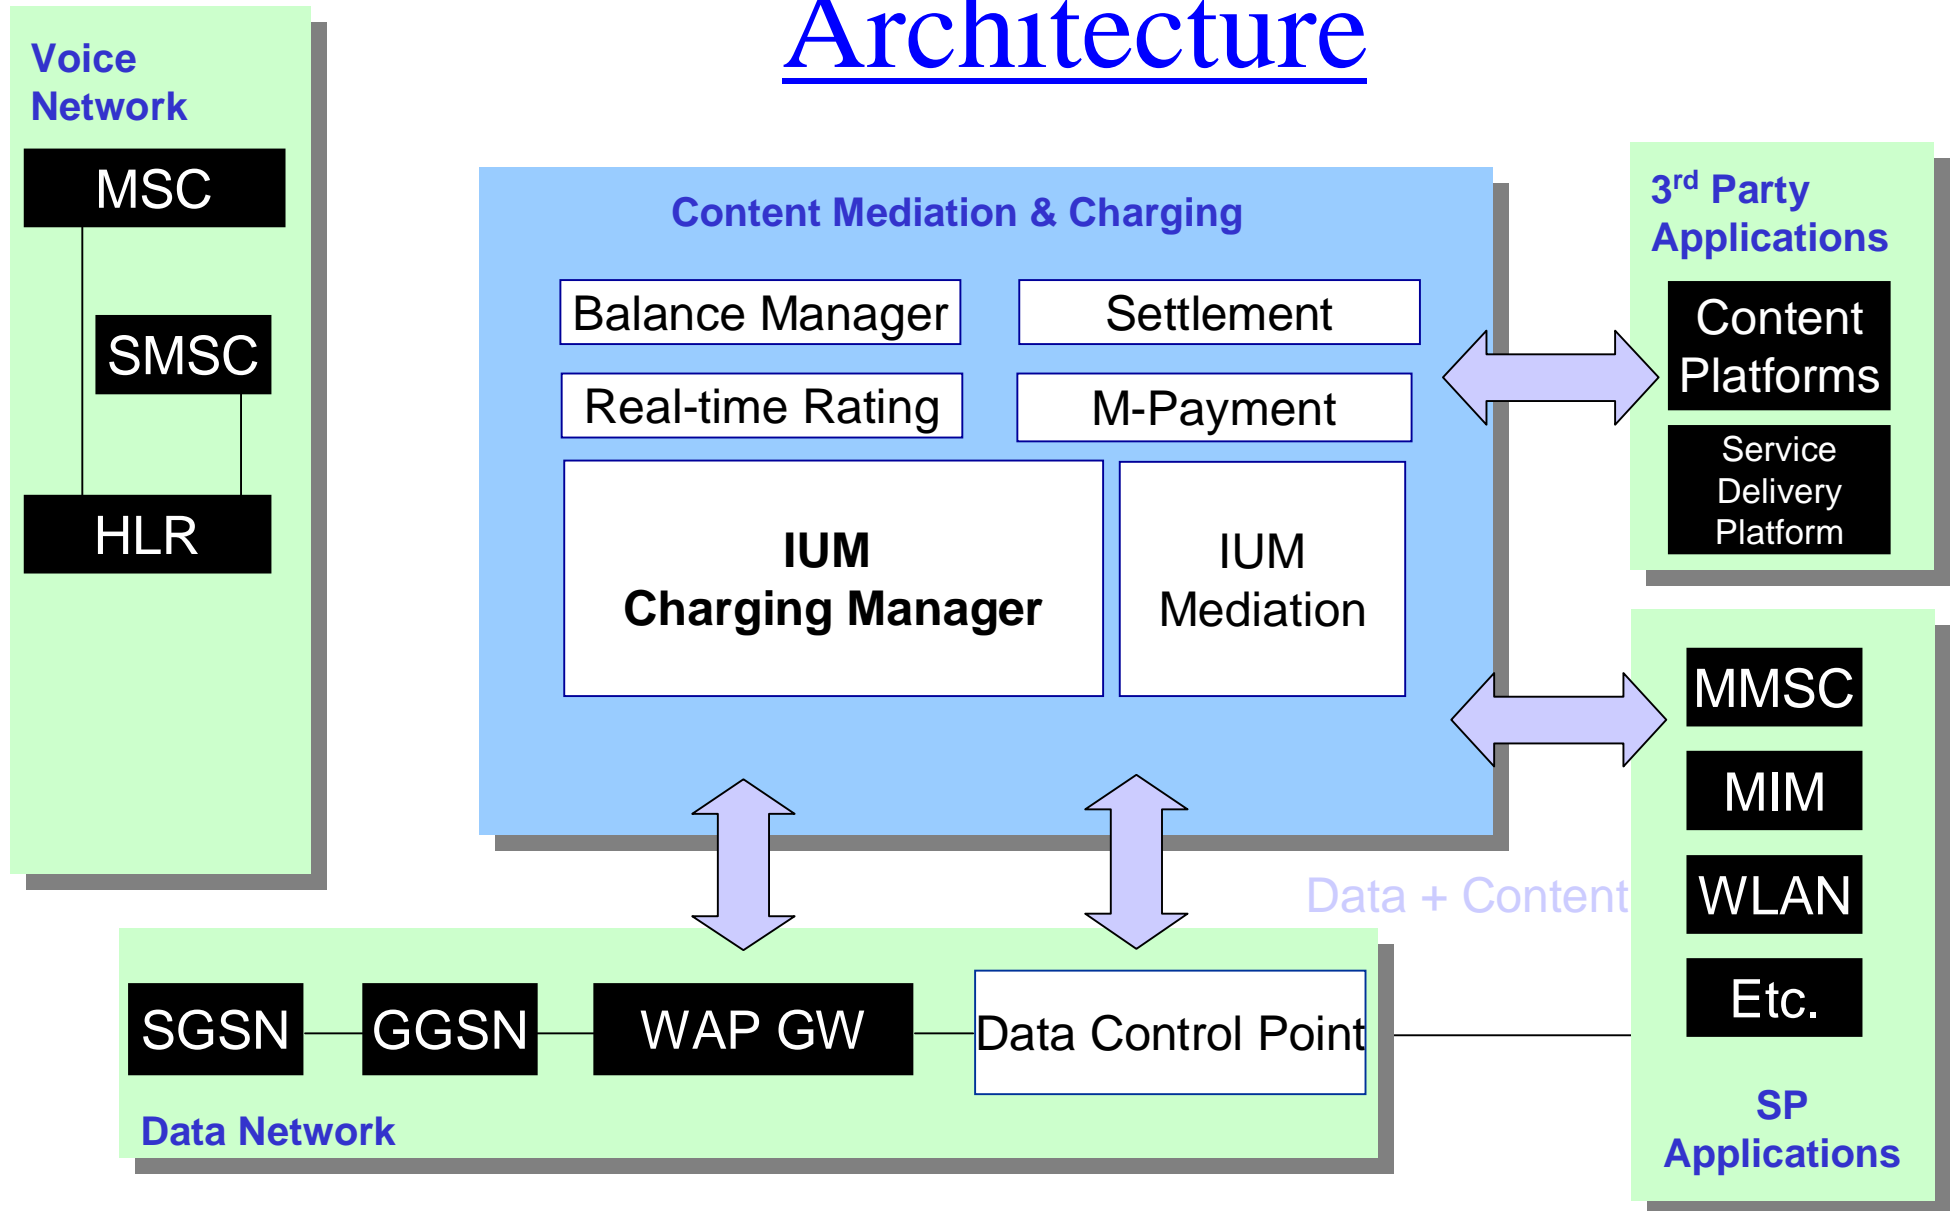 Architecture
Voice
Network
MSC
SMSC
HLR
Content Mediation & Charging
Balance Manager
Settlement
Real-time Rating
M-Payment
IUM
Charging Manager
IUM
Mediation
3rd Party
Applications
Content
Platforms
Service
Delivery
Platform
MMSC
MIM
WLAN
Etc.
SP
Applications
Data + Content
SGSN
GGSN
WAP GW
Data Control Point
Data Network